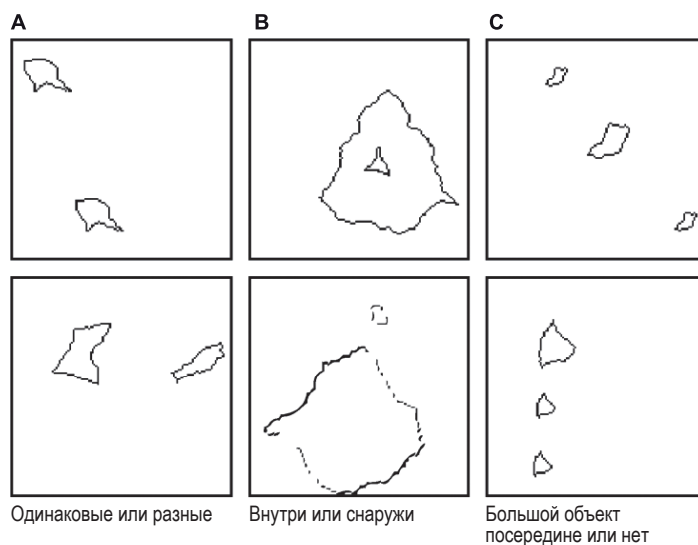 A
B
C
Одинаковые или разные
Внутри или снаружи
Большой объект
посередине или нет